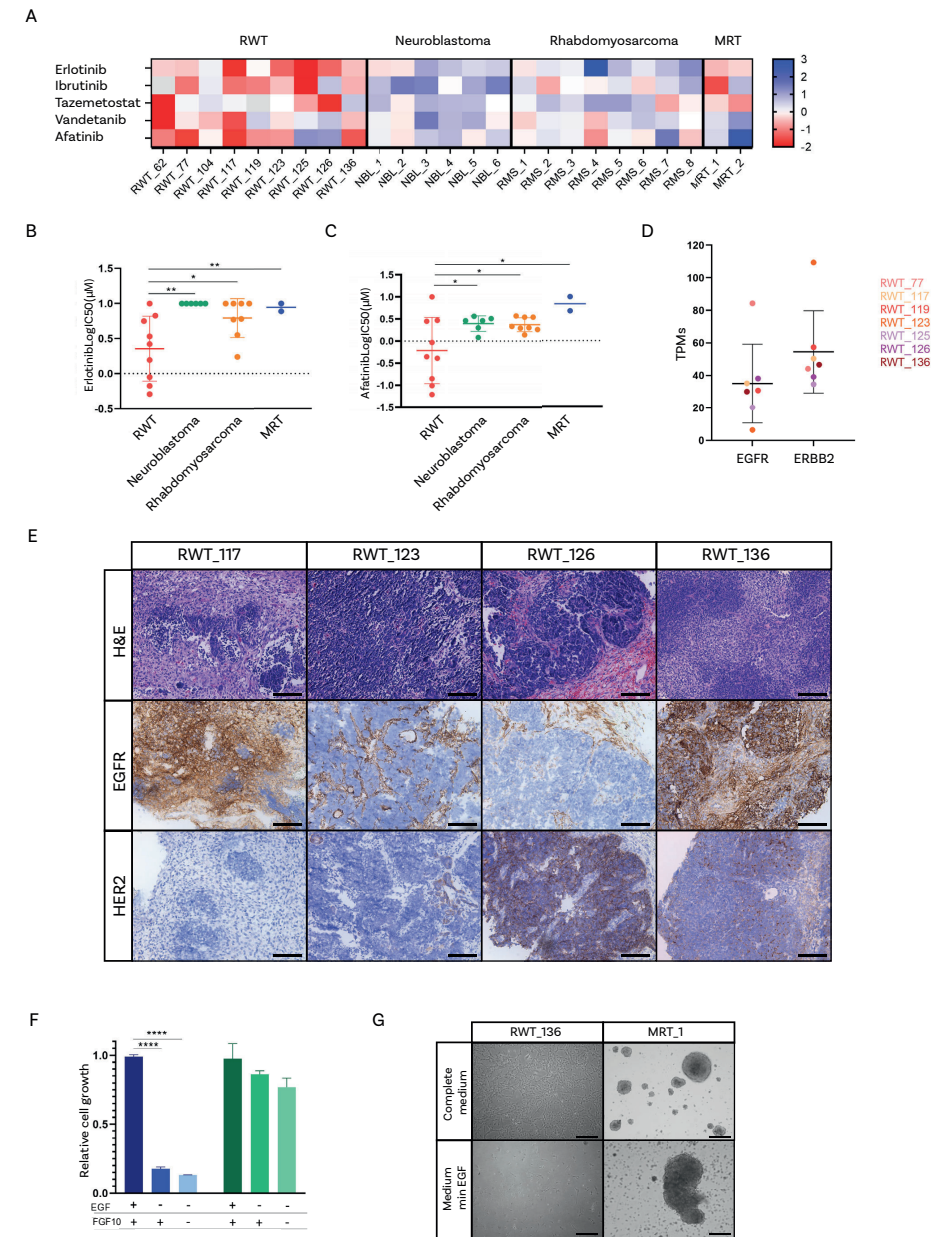 A
RWT
Neuroblastoma
Rhabdomyosarcoma
MRT
Erlotinib
Ibrutinib
Tazemetostat
Vandetanib
Afatinib
3
2
1
0
-1
-2
RWT_62
RWT_77
RWT_104
RWT_117
RWT_119
RWT_123
RWT_125
RWT_126
RWT_136
NBL_1
NBL_2
NBL_3
NBL_4
NBL_5
NBL_6
RMS_1
RMS_2
RMS_3
RMS_4
RMS_5
RMS_6
RMS_7
RMS_8
MRT_1
MRT_2
B
ErlotinibLogIC50(µM)
1.5
1.0
0.5
0.0
-0.5
**
*
**
RWT
Neuroblastoma
Rhabdomyosarcoma
MRT
C
AfatinibLogIC50(µM)
1.5
1.0
0.5
0.0
-0.5
-1.0
-1.5
*
*
*
RWT
Neuroblastoma
Rhabdomyosarcoma
MRT
D
TPMs
120
100
80
60
40
20
0
EGFR
ERBB2
RWT_77
RWT_117
RWT_119
RWT_123
RWT_125
RWT_126
RWT_136
E
RWT_117
RWT_123
RWT_126
RWT_136
H&E
EGFR
HER2
F
Relative cell growth
1.0
0.5
0.0
****
****
EGF + - - + - -
FGF10 + + - + + -
G
RWT_136
MRT_1
Complete
medium
Medium
min EGF